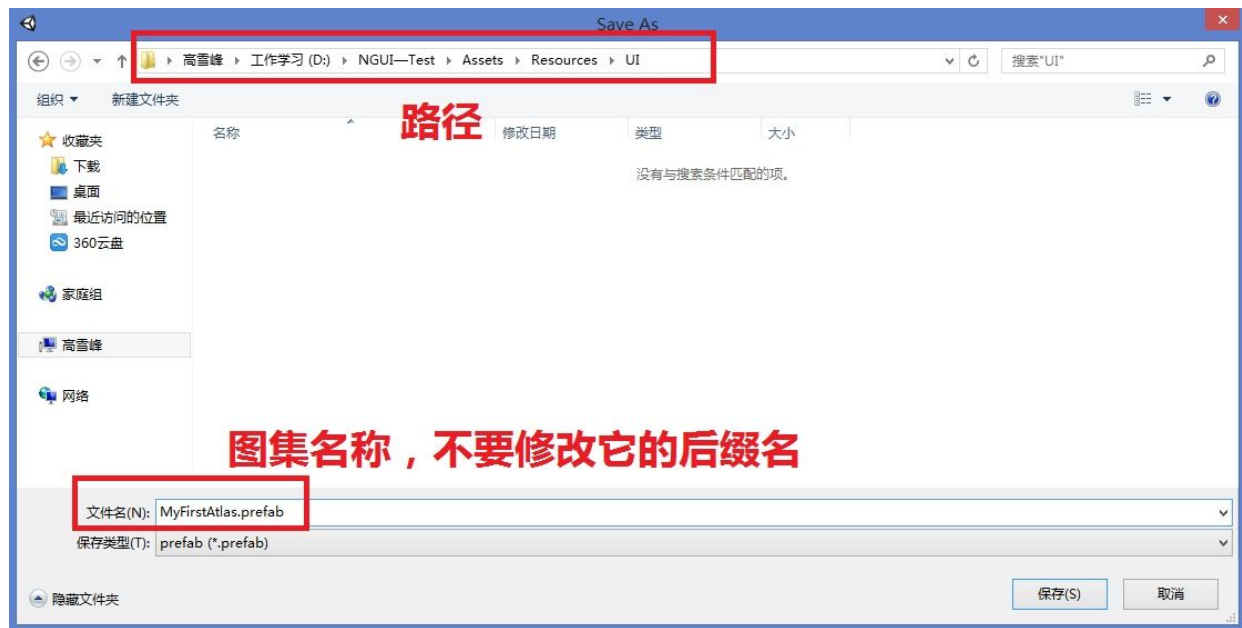 Save As
高雪峰 工作学习 (D:) NGUI—Test Assets Resources UI
搜索"UI"
组织 新建文件夹
路径
名称 修改日期 类型 大小
没有与搜索条件匹配的项。
收藏夹
下载
桌面
最近访问的位置
360云盘
家庭组
高雪峰
网络
图集名称，不要修改它的后缀名
文件名(N): MyFirstAtlas.prefab
保存类型(T): prefab (*.prefab)
隐藏文件夹 保存(S) 取消